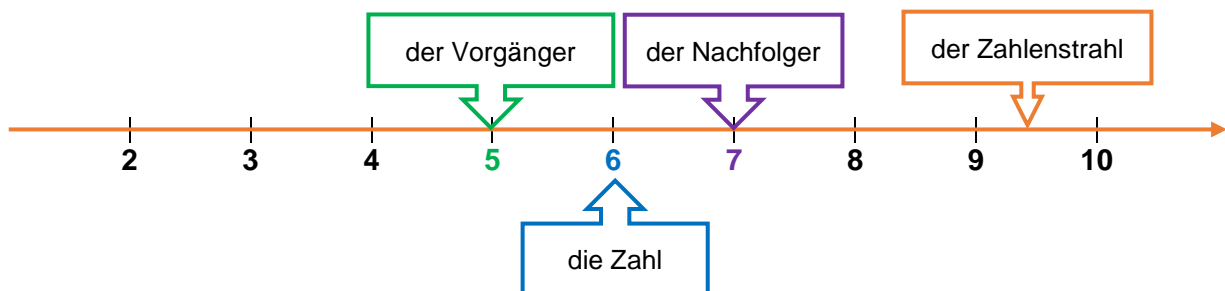 der Vorgänger der Nachfolger der Zahlenstrahl
2 3 4 5 6 7 8 9 10
die Zahl